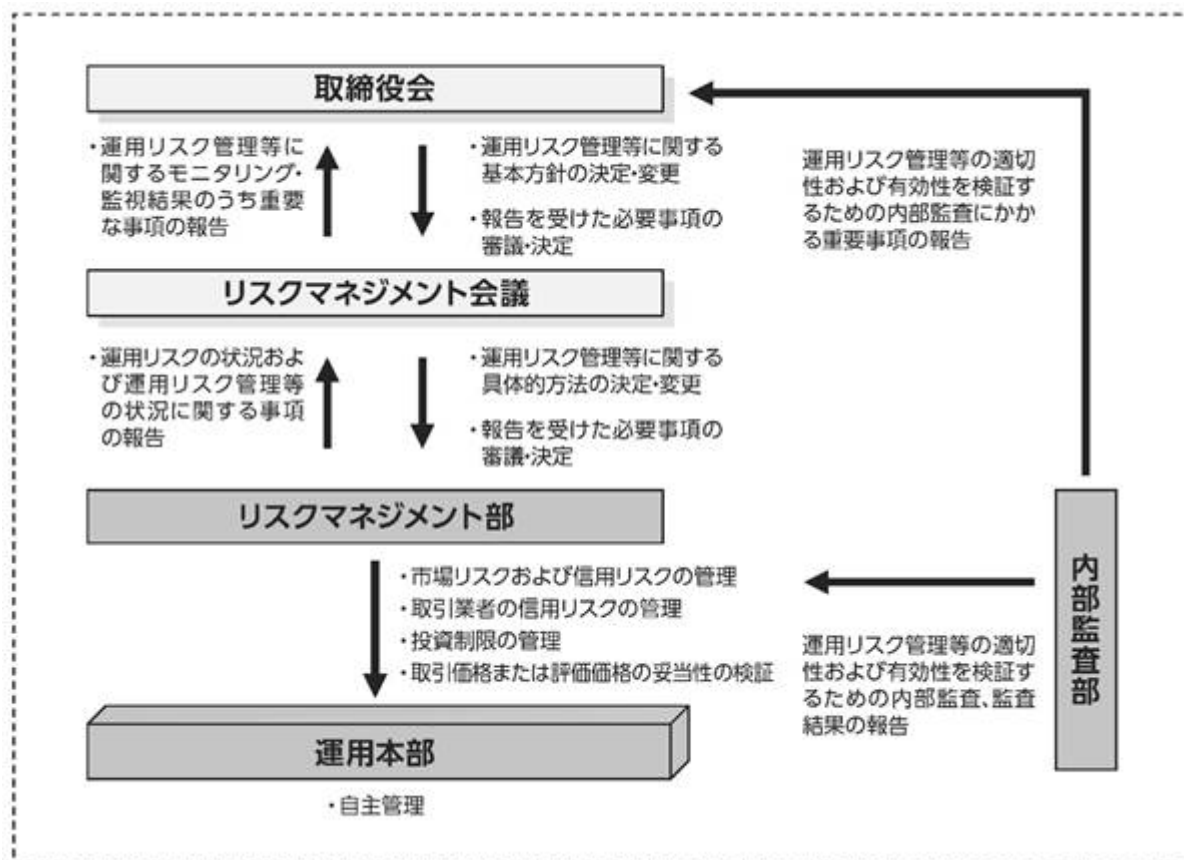 取締役会
・運用リスク管理等に
関するモニタリング・
監視結果のうち重要
な事項の報告
・運用リスク管理等に関する
基本方針の決定・変更
・報告を受けた必要事項の
審議・決定
運用リスク管理等の適切
性および有効性を検証す
るための内部監査にかか
る重要事項の報告
リスクマネジメント会議
・運用リスクの状況およ
び運用リスク管理等
の状況に関する事項
の報告
・運用リスク管理等に関する
具体的方法の決定・変更
・報告を受けた必要事項の
審議・決定
リスクマネジメント部
・市場リスクおよび信用リスクの管理
・取引業者の信用リスクの管理
・投資制限の管理
・取引価格または評価価格の妥当性の検証
内部監査部
運用リスク管理等の適切
性および有効性を検証す
るための内部監査、監査
結果の報告
運用本部
・自主管理